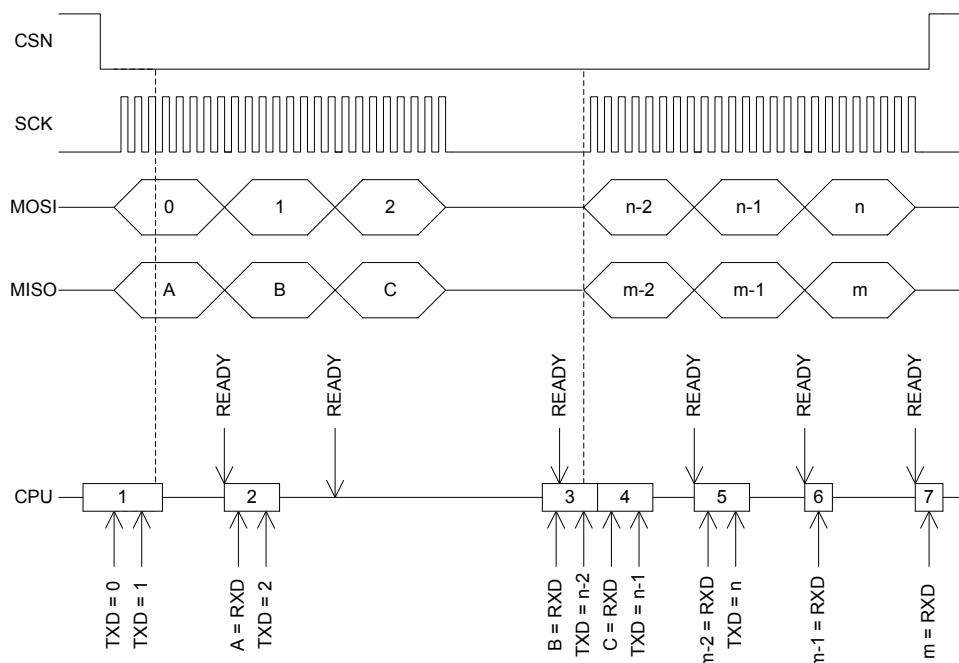 CSN
SCK
MOSI 0 1 2 n-2 n-1 n
MISO A B C m-2 m-1 m
READY READY READY READY READY READY
CPU 1 2 3 4 5 6 7
TXD = 0
TXD = 1
A = RXD
TXD = 2
B = RXD
TXD = n-2
C = RXD
TXD = n-1
m-2 = RXD
TXD = n
m-1 = RXD
m = RXD